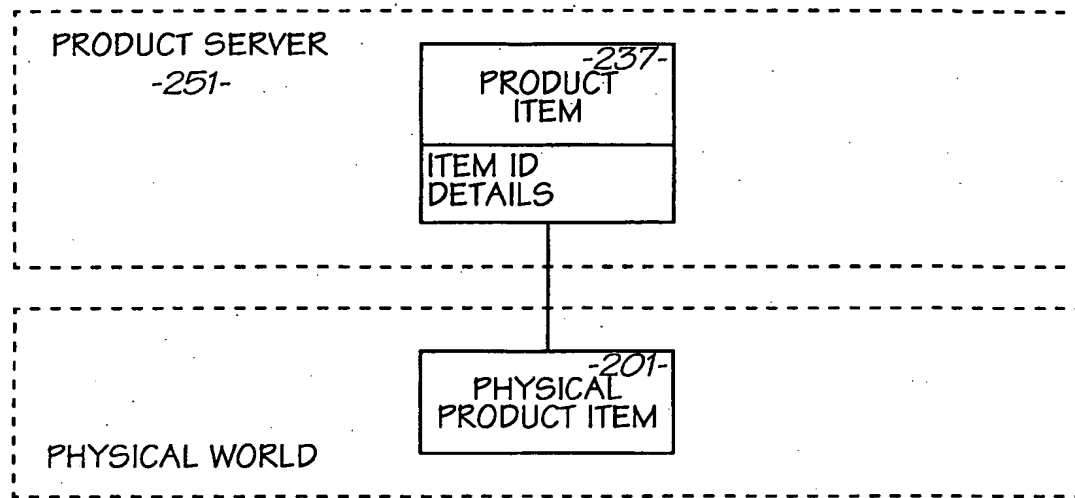 PRODUCT SERVER
-251-
-237-
PRODUCT
ITEM
ITEM ID
DETAILS
-201-
PHYSICAL
PRODUCT ITEM
PHYSICAL WORLD